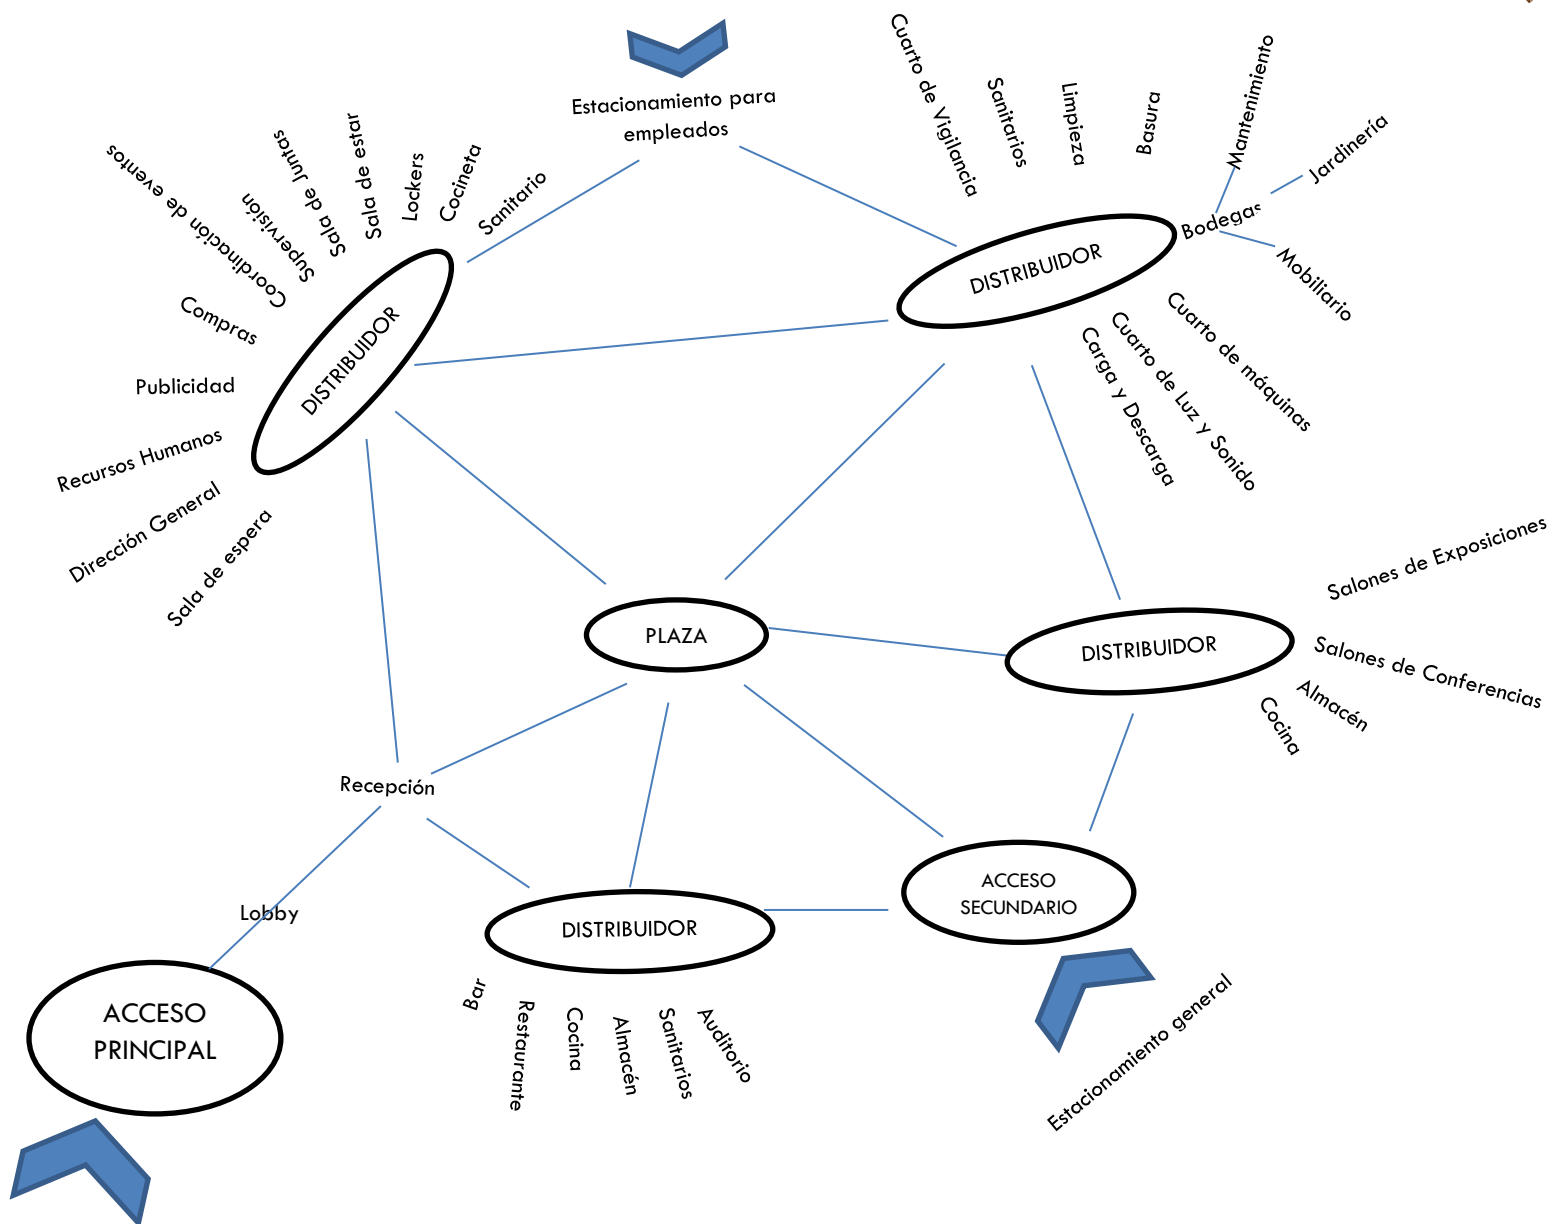 Estacionamiento para
empleados
Cuarto de Vigilancia
Sanitarios
Limpieza
Basura
Mantenimiento
Jardinería
Bodegas
Mobiliario
DISTRIBUIDOR
Cuarto de máquinas
Cuarto de Luz y Sonido
Carga y Descarga
Sanitario
Cocineta
Lockers
Sala de estar
Sala de Juntas
Supervisión
Coordinación de eventos
Compras
Publicidad
Recursos Humanos
Dirección General
Sala de espera
DISTRIBUIDOR
PLAZA
DISTRIBUIDOR
Salones de Exposiciones
Salones de Conferencias
Almacén
Cocina
Recepción
Lobby
ACCESO
PRINCIPAL
DISTRIBUIDOR
Bar
Restaurante
Cocina
Almacén
Sanitarios
Auditorio
ACCESO
SECUNDARIO
Estacionamiento general